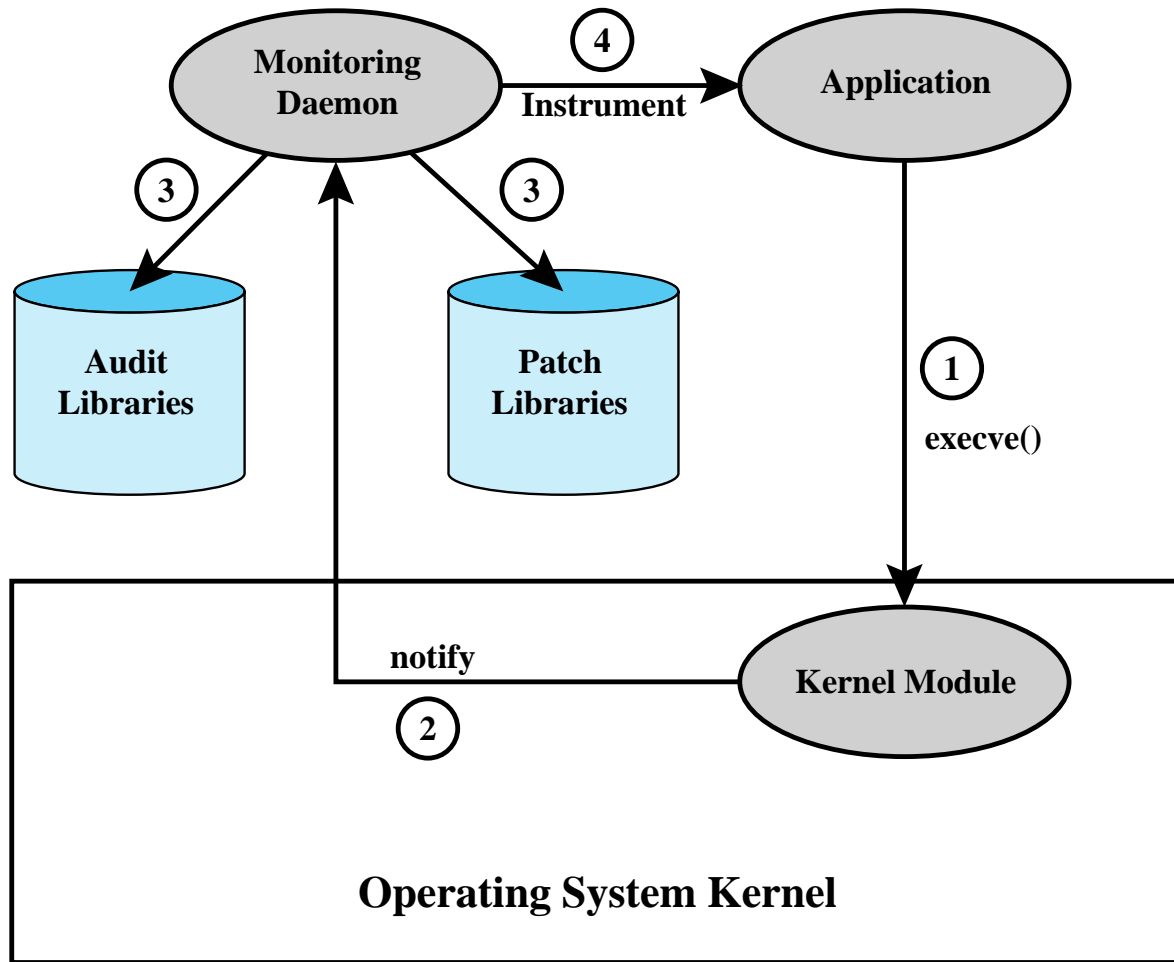 Monitoring
Daemon
4
Instrument
Application
3
3
Audit
Libraries
Patch
Libraries
1
execve()
notify
2
Kernel Module
Operating System Kernel